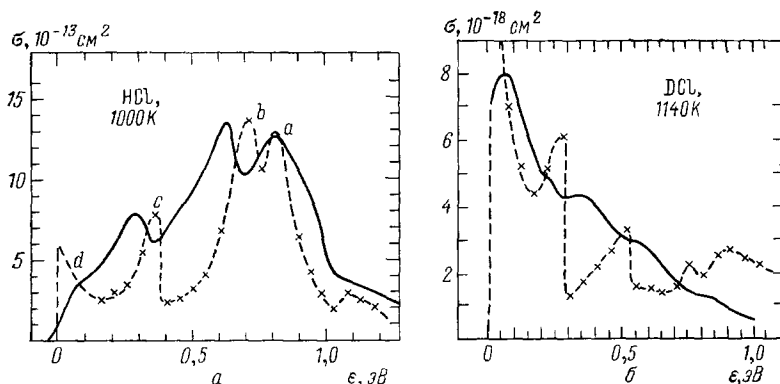 σ, 10⁻¹³ см²
15
10
5
HCl,
1000K
a
b
c
d
0
0,5
1,0
ε, эВ
а
σ, 10⁻¹⁸ см²
8
6
4
2
DCl,
1140K
0
0,5
1,0
ε, эВ
б